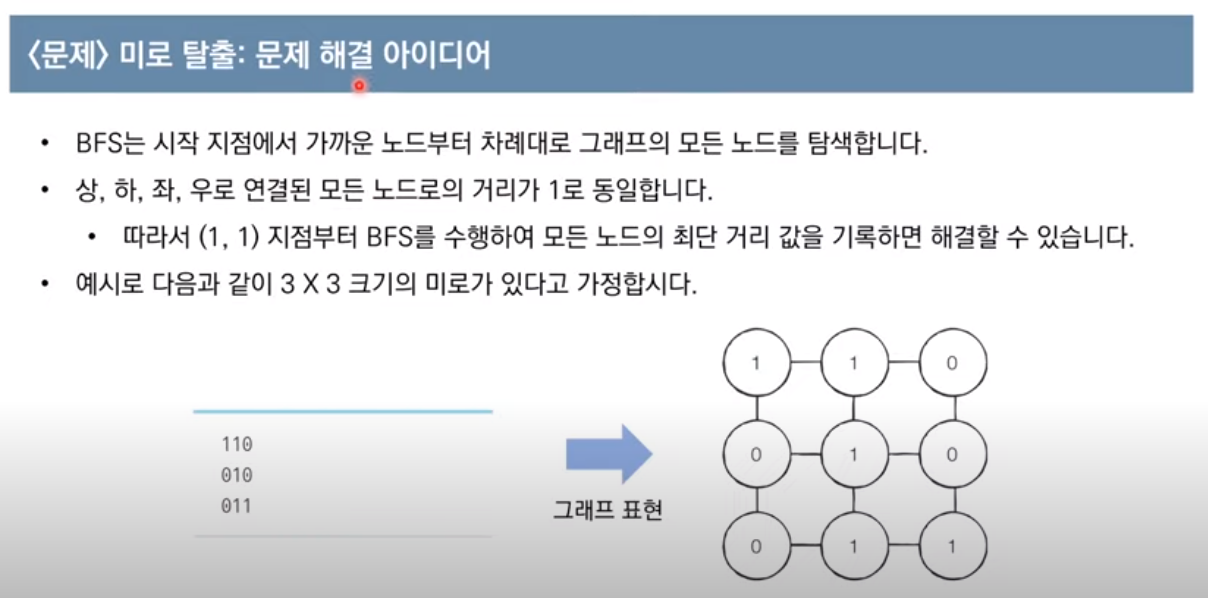 <문제> 미로 탈출: 문제 해결 아이디어
• BFS는 시작 지점에서 가까운 노드부터 차례대로 그래프의 모든 노드를 탐색합니다.
• 상, 하, 좌, 우로 연결된 모든 노드로의 거리가 1로 동일합니다.
• 따라서 (1, 1) 지점부터 BFS를 수행하여 모든 노드의 최단 거리 값을 기록하면 해결할 수 있습니다.
• 예시로 다음과 같이 3 X 3 크기의 미로가 있다고 가정합시다.
110
010
011
그래프 표현
1 1 0
0 1 0
0 1 1